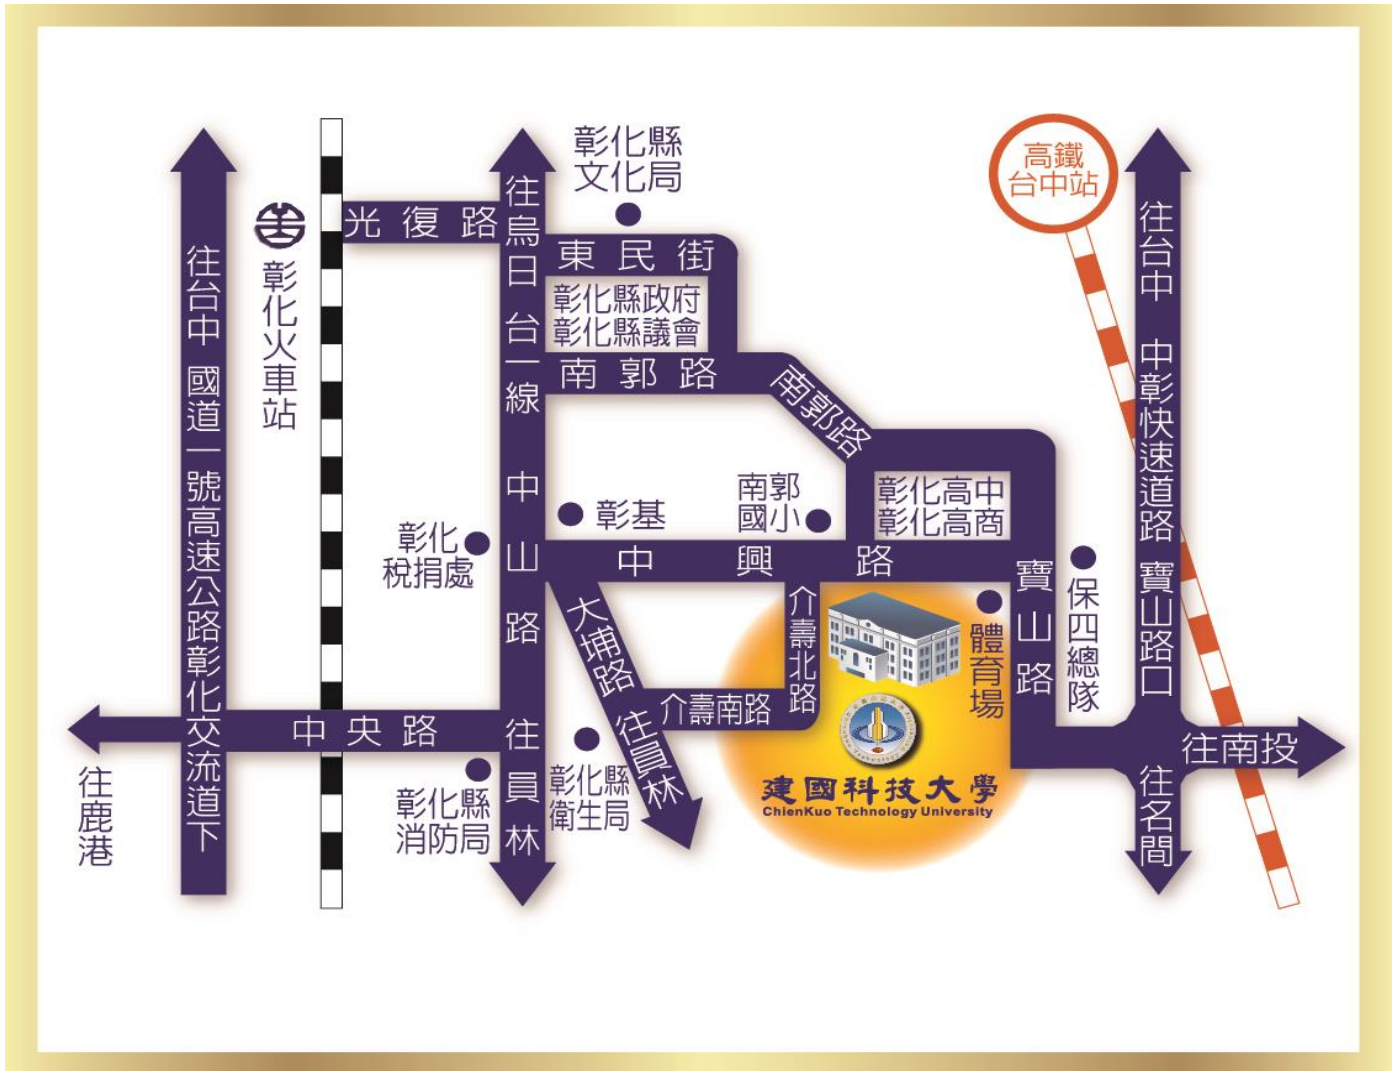 彰化縣
文化局
高鐵
台中站
往台中 國道一號高速公路彰化交流道下
彰化火車站
光復路
往烏日 台一線 中山路 往員林
東民街
彰化縣政府
彰化縣議會
南郭路
南郭路
往台中 中彰快速道路 寶山路口
彰基
南郭
國小
彰化高中
彰化高商
彰化
稅捐處
中興路
大埔路 往員林
介壽北路
介壽南路
體育場
寶山路
保四總隊
中央路
往鹿港
彰化縣
消防局
彰化縣
衛生局
建國科技大學
ChienKuo Technology University
往南投
往名間